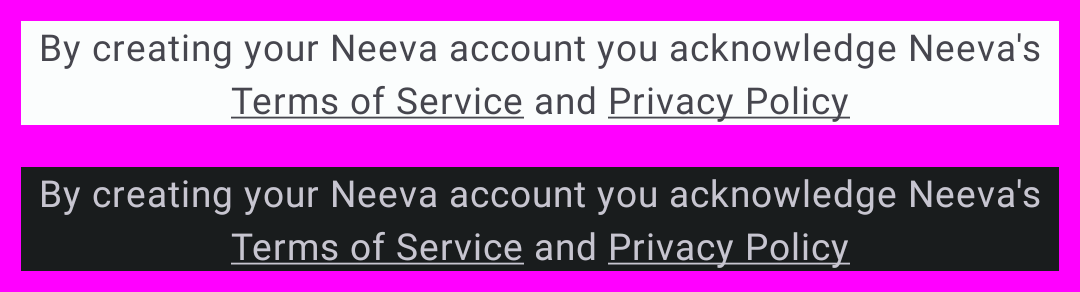 By creating your Neeva account you acknowledge Neeva's
Terms of Service and Privacy Policy
By creating your Neeva account you acknowledge Neeva's
Terms of Service and Privacy Policy